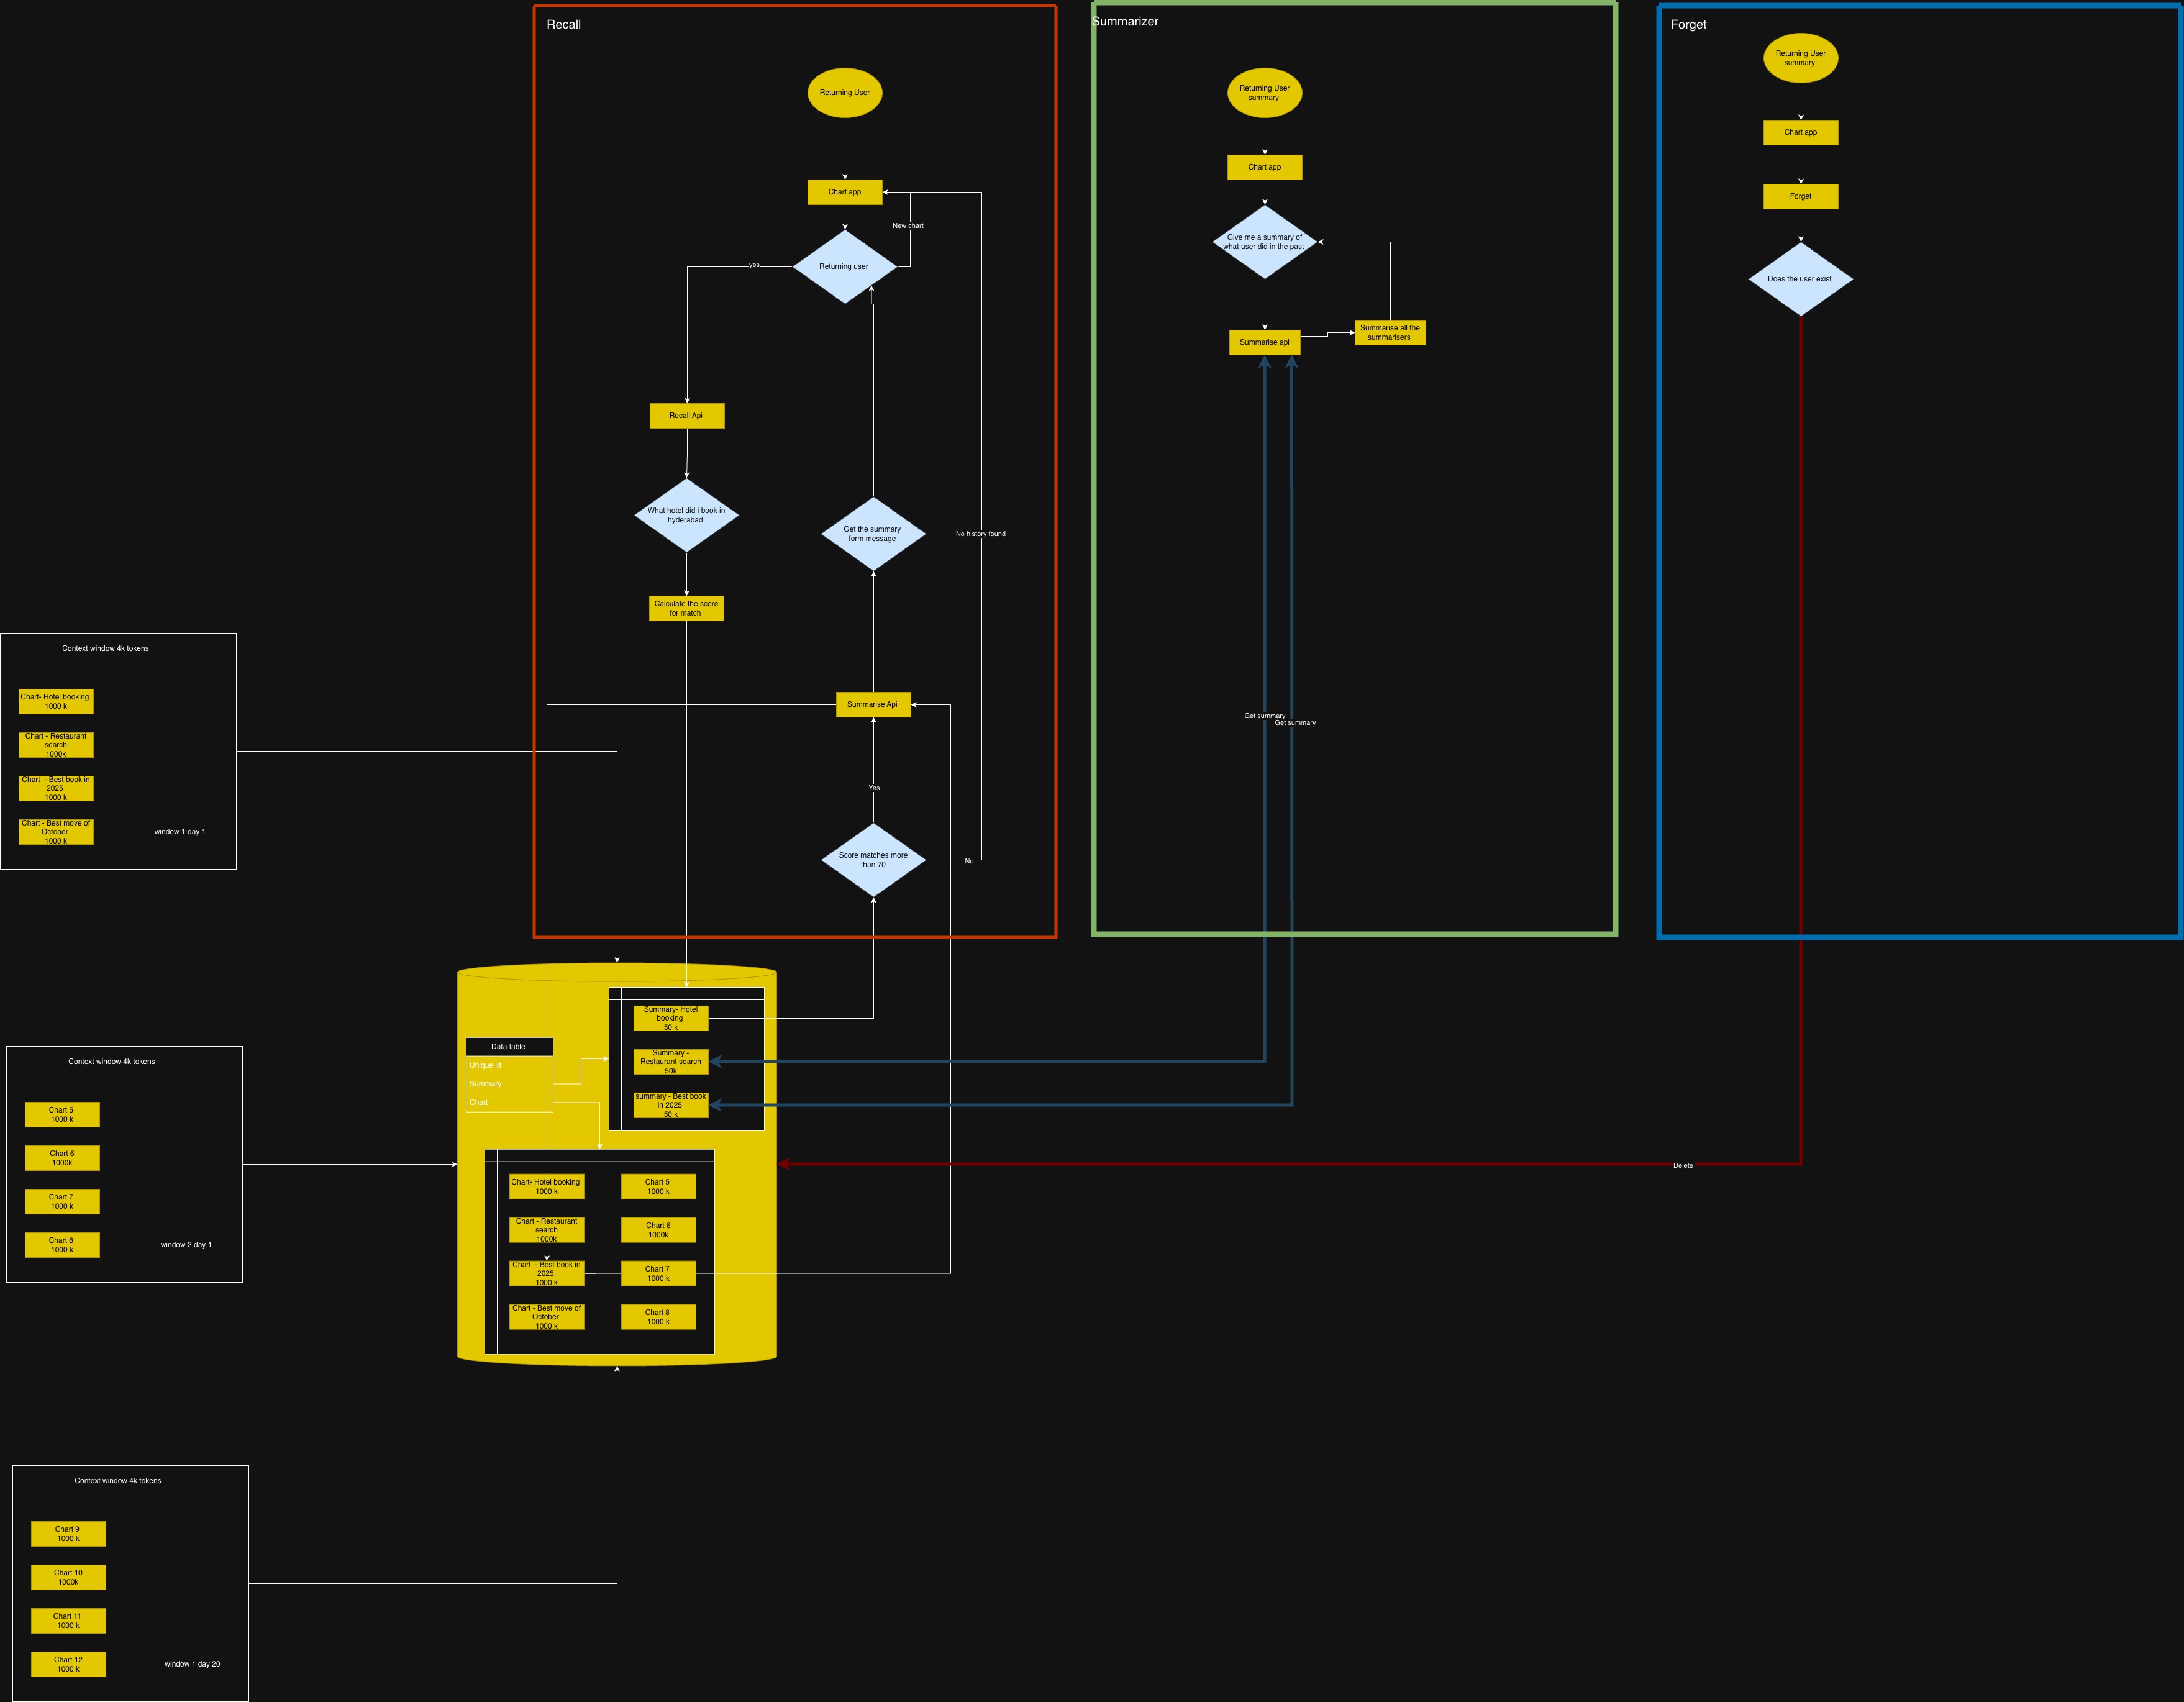 Recall
Returning User
Chart app
New chart
Returning user
yes
Recall Api
What hotel did i book in
hyderabad
Calculate the score
for match
Get the summary
form message
No history found
Summarise Api
Yes
Score matches more
than 70
No
Summarizer
Returning User
summary
Chart app
Give me a summary of
what user did in the past
Summarise api
Summarise all the
summarisers
Get summary
Get summary
Forget
Returning User
summary
Chart app
Forget
Does the user exist
Delete
Context window 4k tokens
Chart- Hotel booking
1000 k
Chart - Restaurant
search
1000k
Chart - Best book in
2025
1000 k
Chart - Best move of
October
1000 k
window 1 day 1
Context window 4k tokens
Chart 5
1000 k
Chart 6
1000k
Chart 7
1000 k
Chart 8
1000 k
window 2 day 1
Context window 4k tokens
Chart 9
1000 k
Chart 10
1000k
Chart 11
1000 k
Chart 12
1000 k
window 1 day 20
Data table
Unique id
Summary
Chart
Summary- Hotel
booking
50 k
Summary -
Restaurant search
50k
summary - Best book
in 2025
50 k
Chart- Hotel booking
1000 k
Chart - Restaurant
search
1000k
Chart - Best book in
2025
1000 k
Chart - Best move of
October
1000 k
Chart 5
1000 k
Chart 6
1000k
Chart 7
1000 k
Chart 8
1000 k